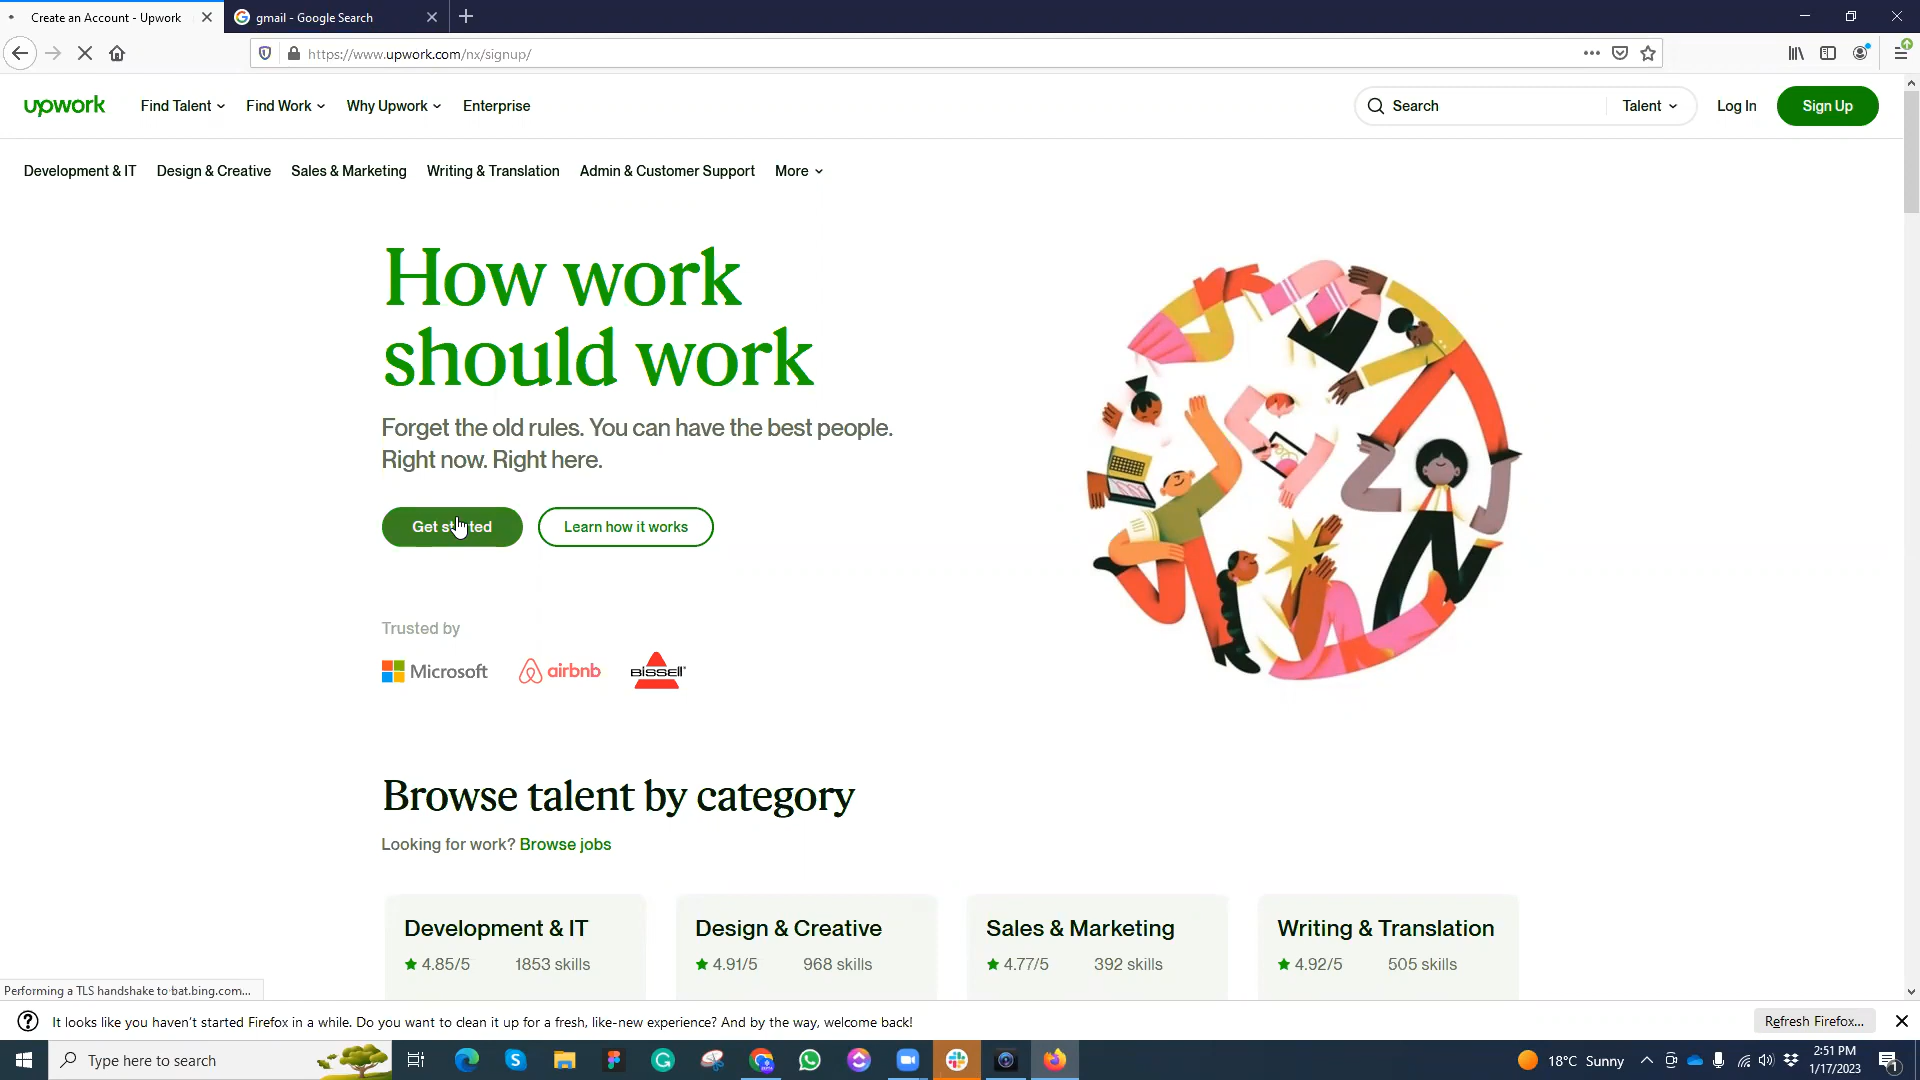 Create an Account - Upwork
gmail - Google Search
https://www.upwork.com/nx/signup/
upwork
Find Talent
Find Work
Why Upwork
Enterprise
Search
Talent
Log In
Sign Up
Development & IT
Design & Creative
Sales & Marketing
Writing & Translation
Admin & Customer Support
More
How work
should work
Forget the old rules. You can have the best people.
Right now. Right here.
Get started
Learn how it works
Trusted by
Microsoft
airbnb
BISSELL
Browse talent by category
Looking for work? Browse jobs
Development & IT
4.85/5 1853 skills
Design & Creative
4.91/5 968 skills
Sales & Marketing
4.77/5 392 skills
Writing & Translation
4.92/5 505 skills
Performing a TLS handshake to bat.bing.com...
It looks like you haven't started Firefox in a while. Do you want to clean it up for a fresh, like-new experience? And by the way, welcome back!
Refresh Firefox...
Type here to search
18°C Sunny
2:51 PM
1/17/2023